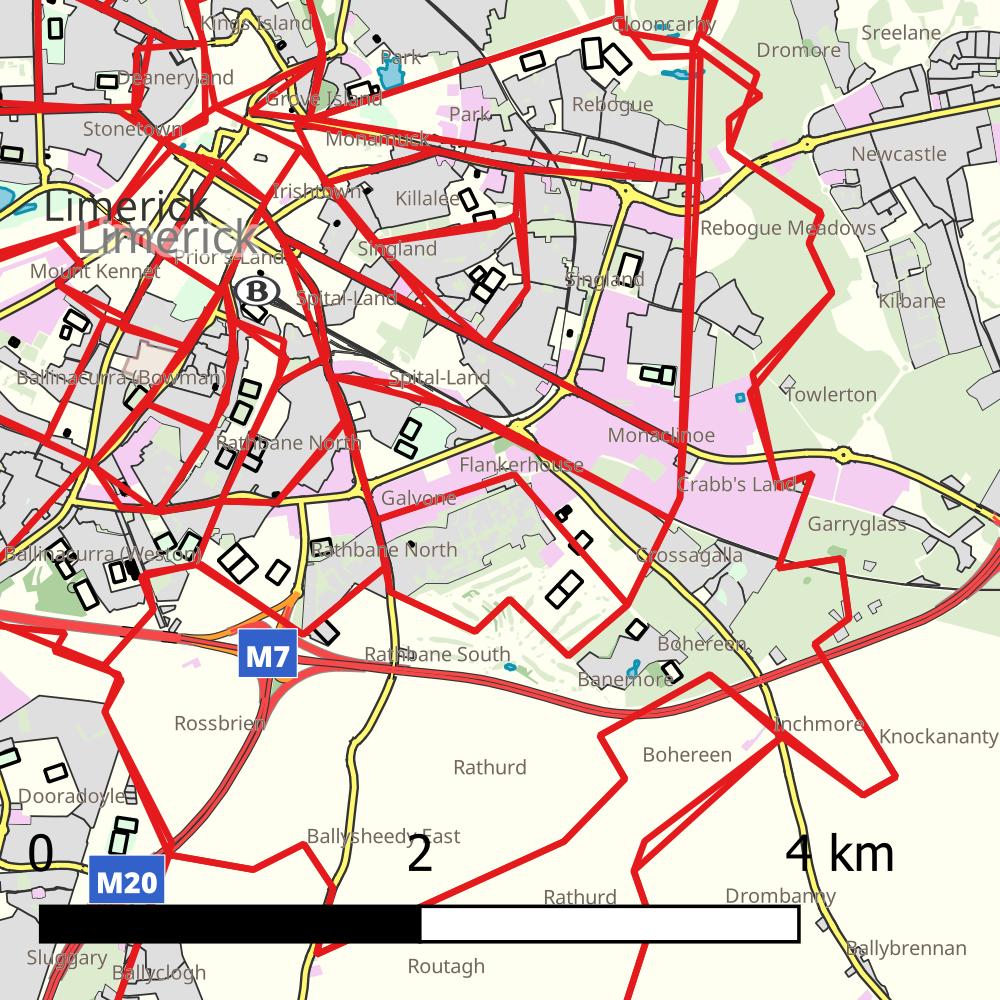 Kings Island
Clooncarhy
Sreelane
Park
Dromore
Deaneryland
Grove Island
Rebogue
Park
Stonetown
Monamuck
Newcastle
Irishtown
Killalee
Limerick
Limerick
Rebogue Meadows
Singland
Prior's Land
Mount Kennet
Singland
B
Spital-Land
Kilbane
Ballinacurra (Bowman)
Spital-Land
Towlerton
Rathbane North
Monaclinoe
Flankerhouse
Crabb's Land
Galvone
Garryglass
Ballinacurra (Weston)
Rathbane North
Crossagalla
Bohereen
M7
Rathbane South
Banemore
Rossbrien
Inchmore
Knockananty
Bohereen
Rathurd
Dooradoyle
Ballysheedy East
0 2 4 km
M20
Rathurd
Drombanny
Sluggary
Ballybrennan
Routagh
Ballyclogh